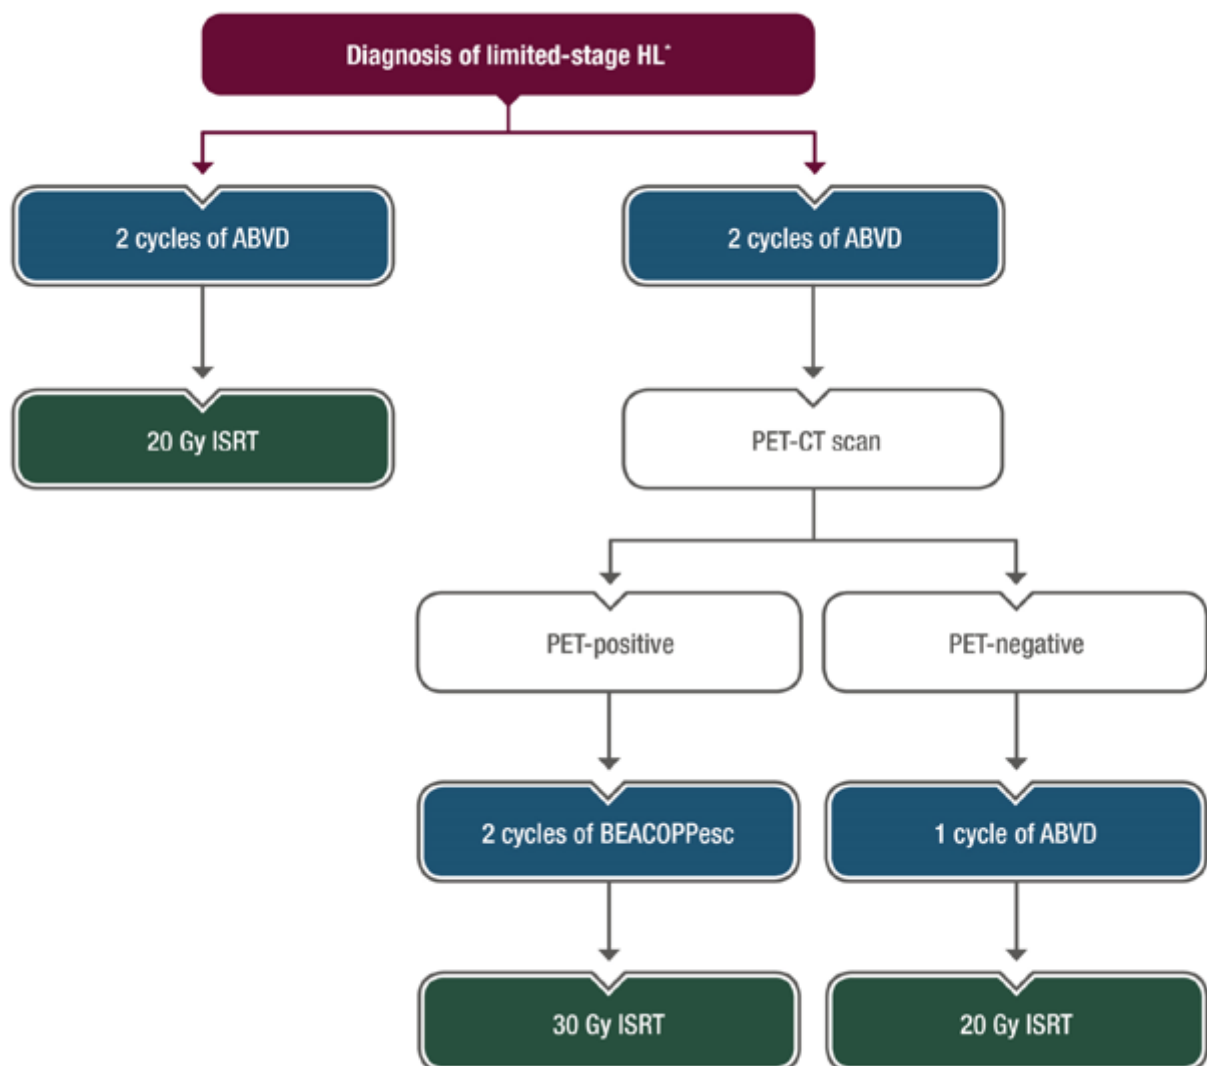 Diagnosis of limited-stage HL*
2 cycles of ABVD
2 cycles of ABVD
20 Gy ISRT
PET-CT scan
PET-positive
PET-negative
2 cycles of BEACOPPesc
1 cycle of ABVD
30 Gy ISRT
20 Gy ISRT